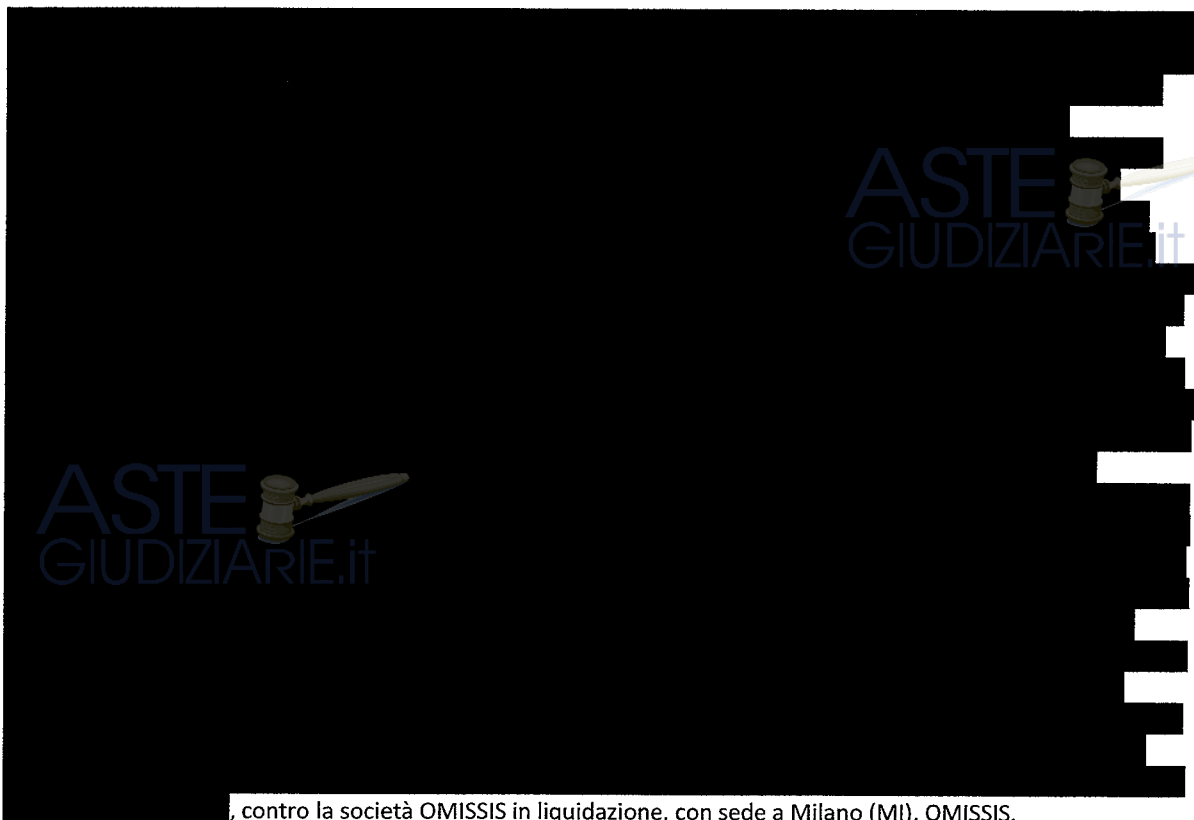 ASTE
GIUDIZIARIE.it
ASTE
GIUDIZIARIE.it
, contro la società OMISSIS in liquidazione, con sede a Milano (MI), OMISSIS,